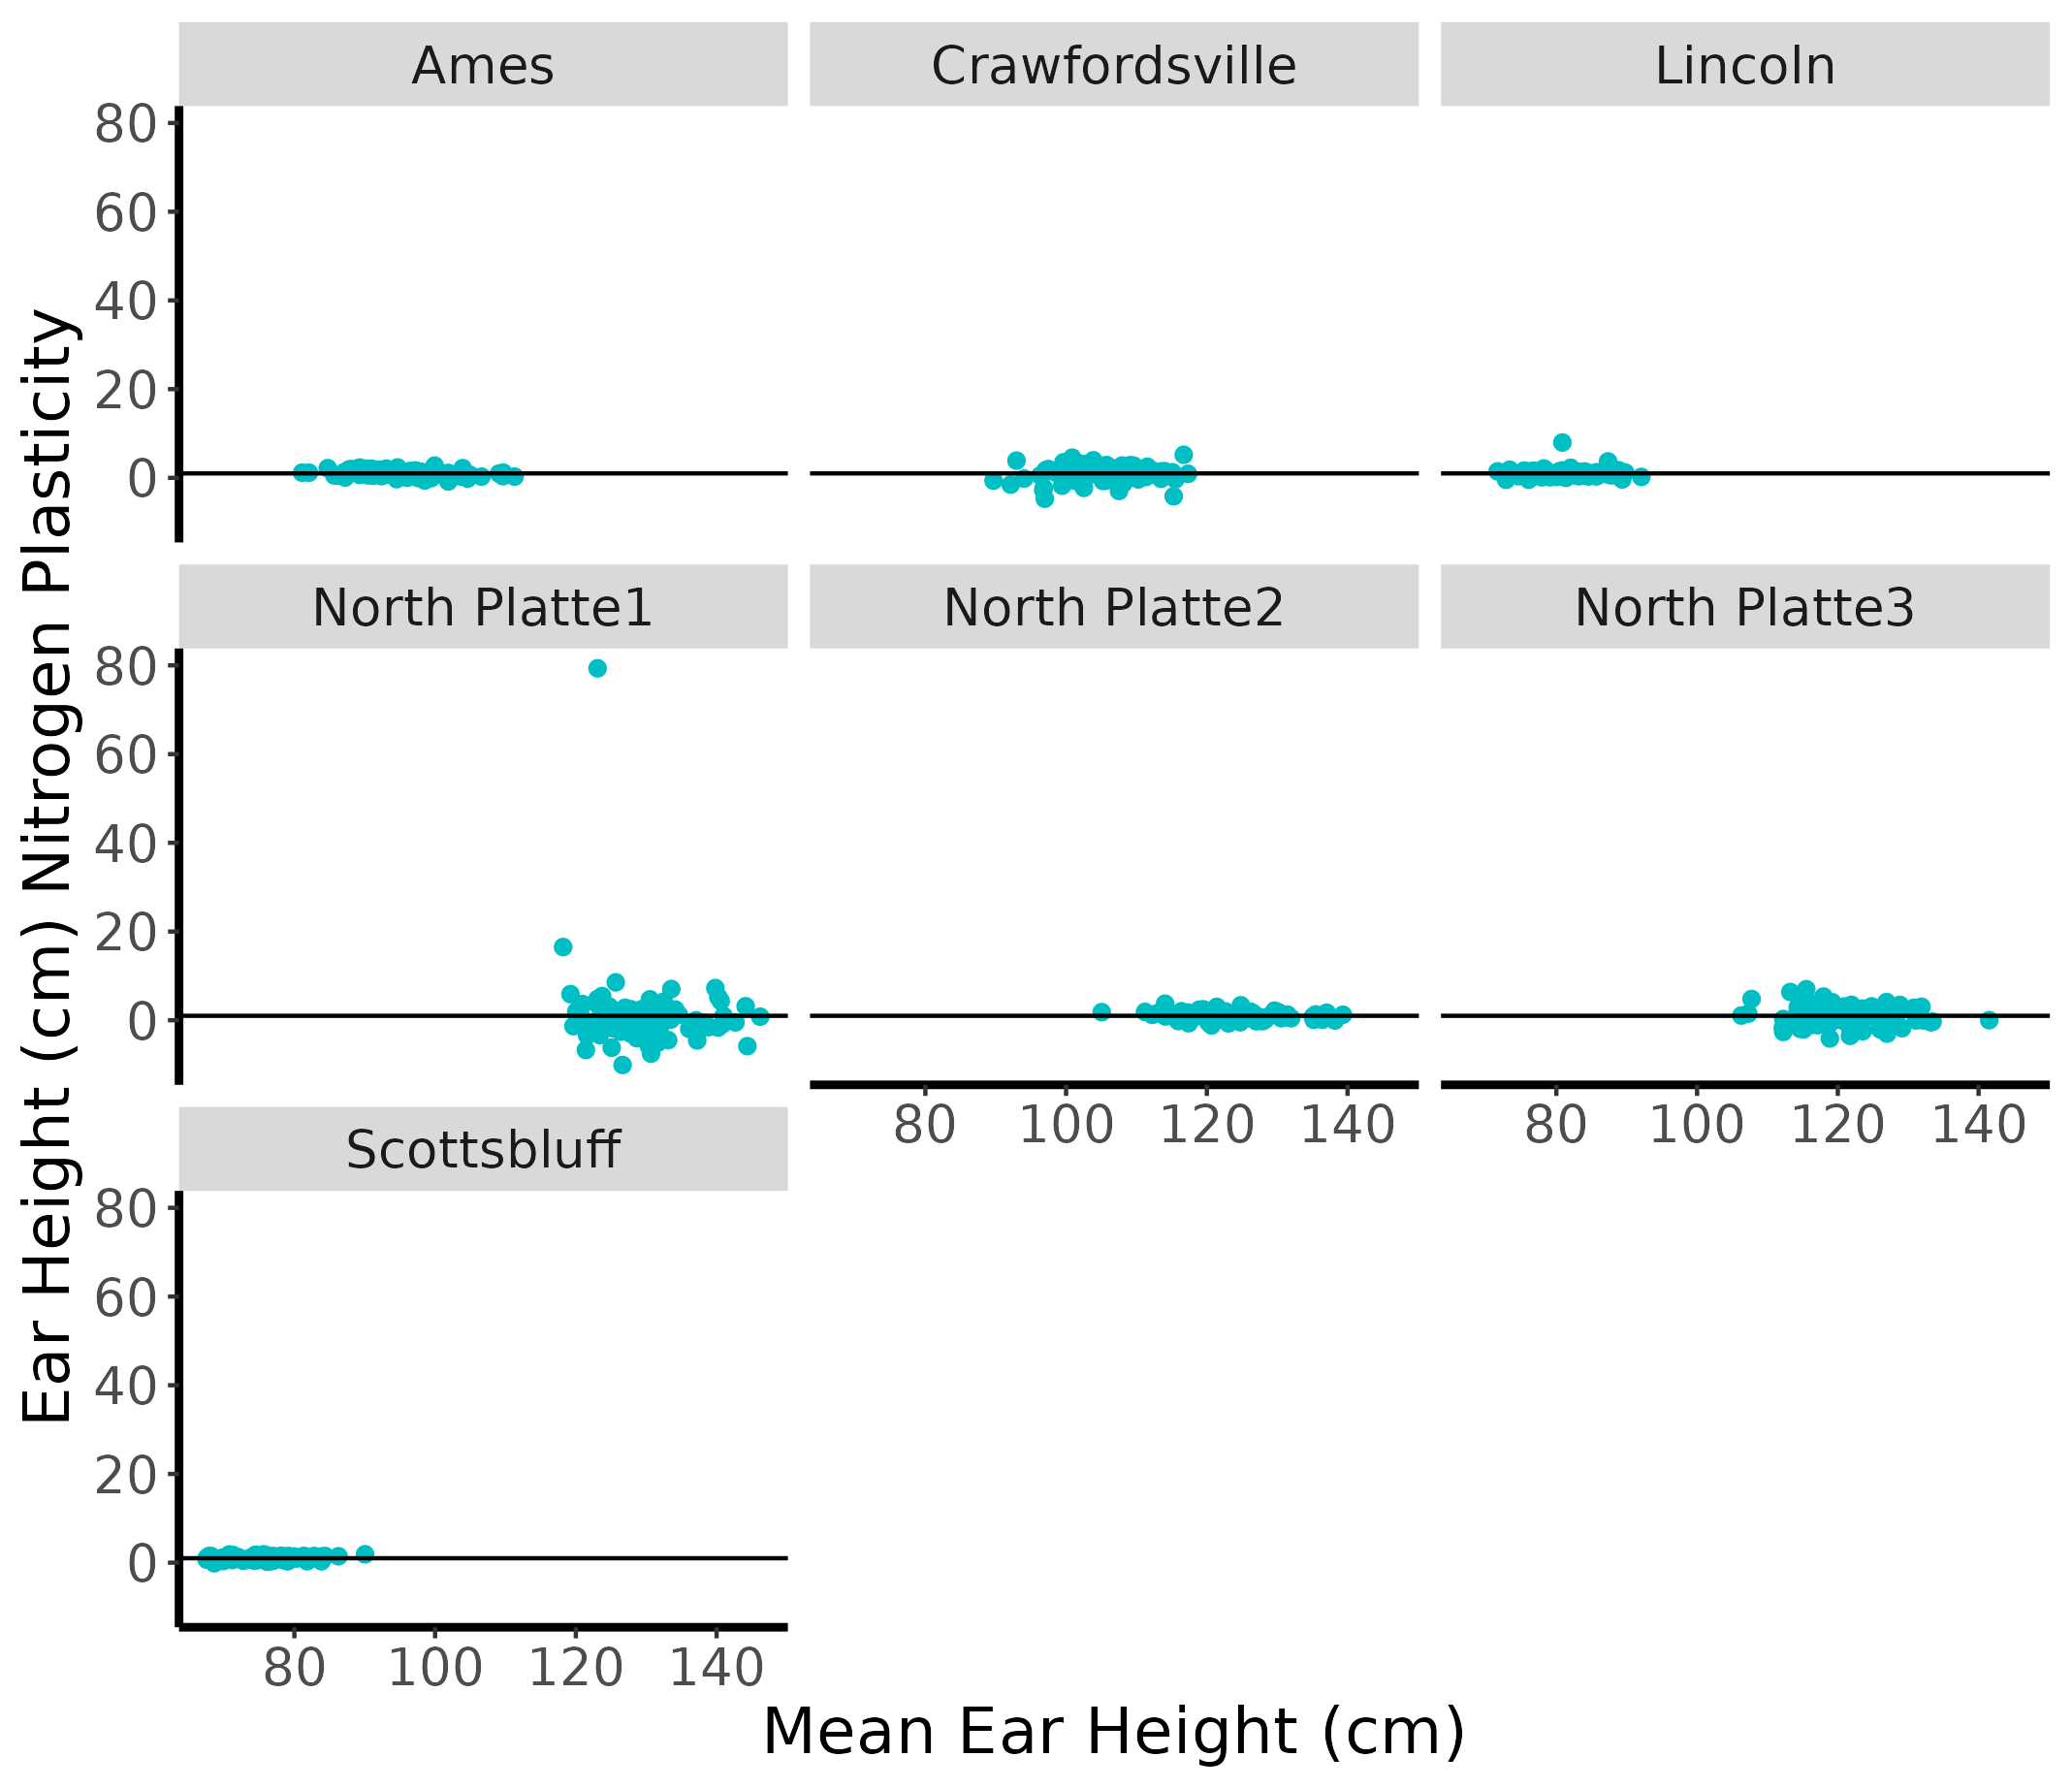 Ames
Crawfordsville
Lincoln
80
60
40
20
0
North Platte1
North Platte2
North Platte3
80
60
40
20
0
80 100 120 140
80 100 120 140
Scottsbluff
80
60
40
20
0
80 100 120 140
Mean Ear Height (cm)
Ear Height (cm) Nitrogen Plasticity